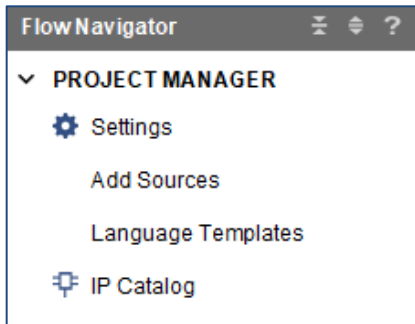 Flow Navigator ?
PROJECT MANAGER
Settings
Add Sources
Language Templates
IP Catalog